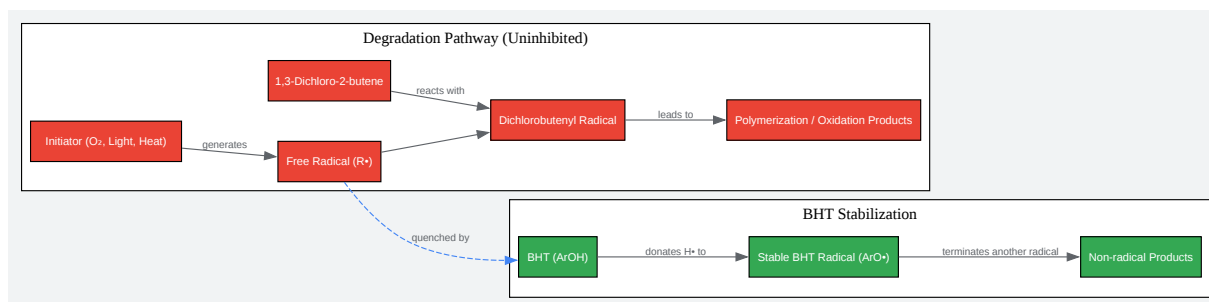 Degradation Pathway (Uninhibited)
1,3-Dichloro-2-butene
reacts with
Dichlorobutenyl Radical
leads to
Polymerization / Oxidation Products
Initiator (O₂, Light, Heat)
generates
Free Radical (R•)
quenched by
BHT Stabilization
BHT (ArOH)
donates H• to
Stable BHT Radical (ArO•)
terminates another radical
Non-radical Products